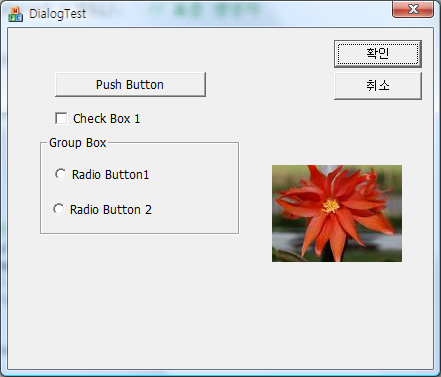 DialogTest
확인
Push Button
취소
Check Box 1
Group Box
Radio Button1
Radio Button 2